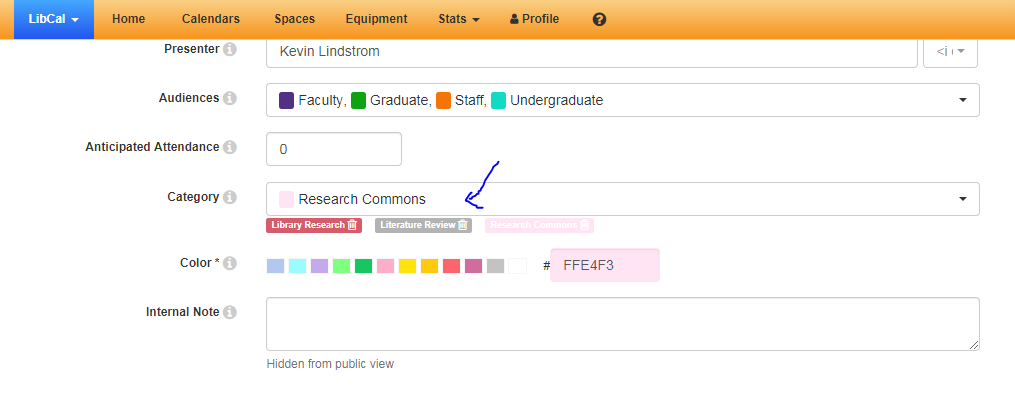 LibCal Home Calendars Spaces Equipment Stats Profile
Presenter Kevin Lindstrom <i
Audiences Faculty, Graduate, Staff, Undergraduate
Anticipated Attendance 0
Category Research Commons
Library Research Literature Review Research Commons
Color * # FFE4F3
Internal Note
Hidden from public view